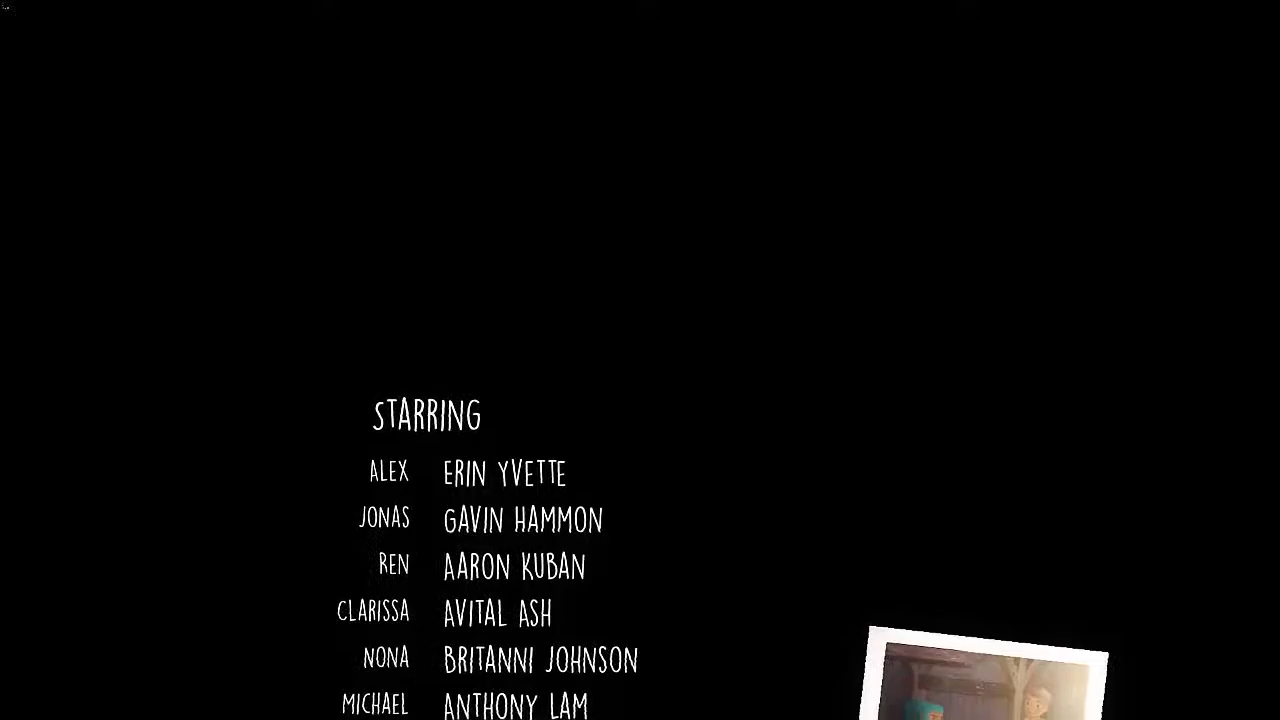 STARRING
ALEX ERIN YVETTE
JONAS GAVIN HAMMON
REN AARON KUBAN
CLARISSA AVITAL ASH
NONA BRITANNI JOHNSON
MICHAEL ANTHONY LAM